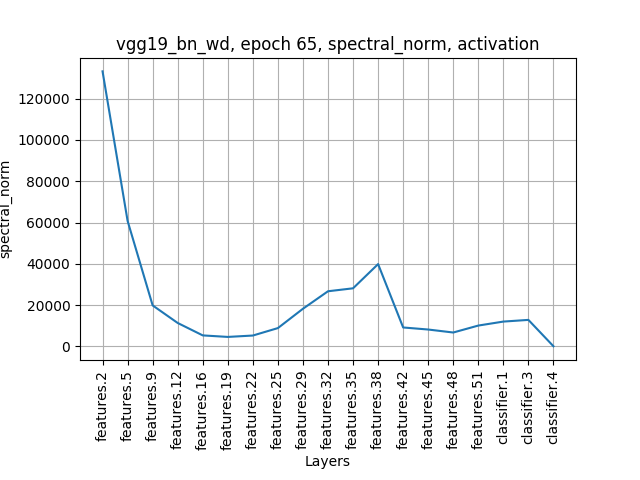 vgg19_bn_wd, epoch 65, spectral_norm, activation
spectral_norm
120000
100000
80000
60000
40000
20000
0
features.2
features.5
features.9
features.12
features.16
features.19
features.22
features.25
features.29
features.32
features.35
features.38
features.42
features.45
features.48
features.51
classifier.1
classifier.3
classifier.4
Layers